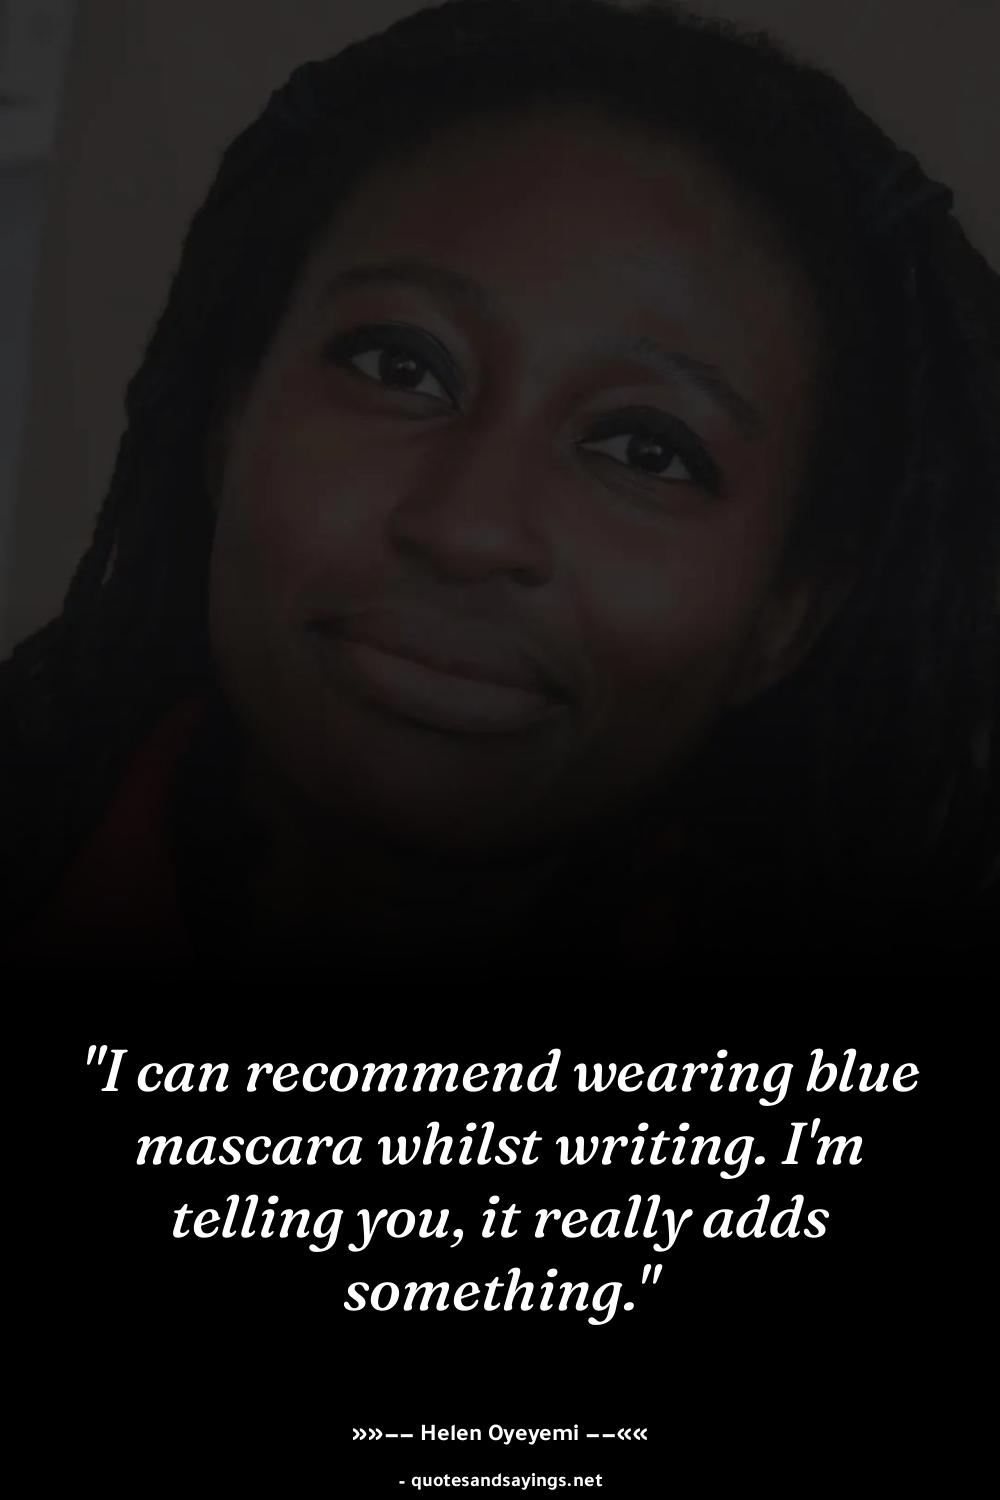 "I can recommend wearing blue
mascara whilst writing. I'm
telling you, it really adds
something."
»»−− Helen Oyeyemi −−««
- quotesandsayings.net